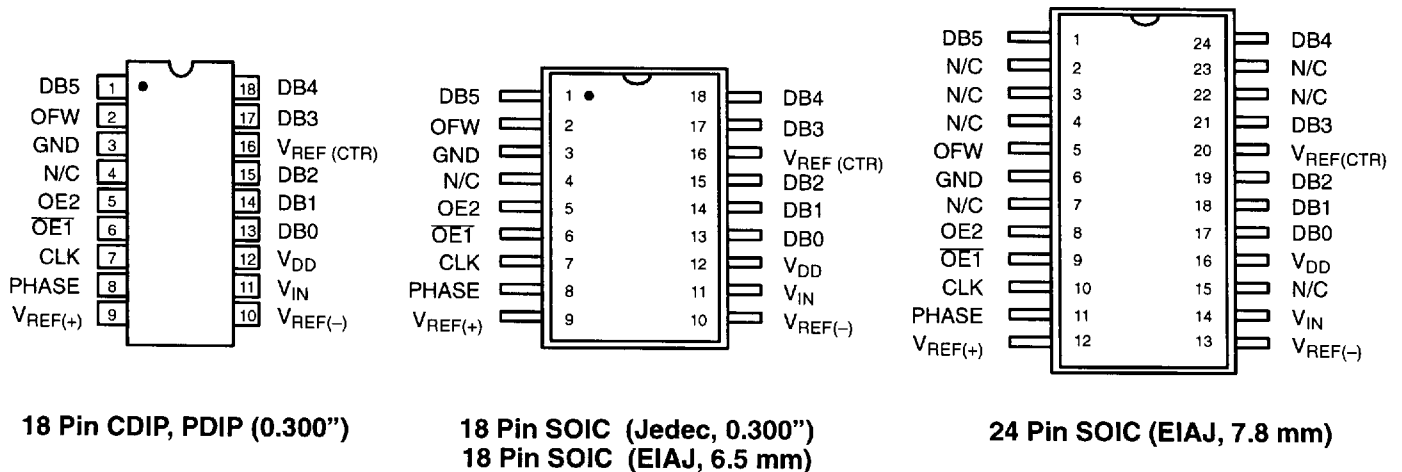 DB5 1 18 DB4
OFW 2 17 DB3
GND 3 16 VREF (CTR)
N/C 4 15 DB2
OE2 5 14 DB1
OE1 6 13 DB0
CLK 7 12 VDD
PHASE 8 11 VIN
VREF(+) 9 10 VREF(–)
18 Pin CDIP, PDIP (0.300”)
DB5 1 18 DB4
OFW 2 17 DB3
GND 3 16 VREF (CTR)
N/C 4 15 DB2
OE2 5 14 DB1
OE1 6 13 DB0
CLK 7 12 VDD
PHASE 8 11 VIN
VREF(+) 9 10 VREF(–)
18 Pin SOIC (Jedec, 0.300”)
18 Pin SOIC (EIAJ, 6.5 mm)
DB5 1 24 DB4
N/C 2 23 N/C
N/C 3 22 N/C
N/C 4 21 DB3
OFW 5 20 VREF(CTR)
GND 6 19 DB2
N/C 7 18 DB1
OE2 8 17 DB0
OE1 9 16 VDD
CLK 10 15 N/C
PHASE 11 14 VIN
VREF(+) 12 13 VREF(–)
24 Pin SOIC (EIAJ, 7.8 mm)